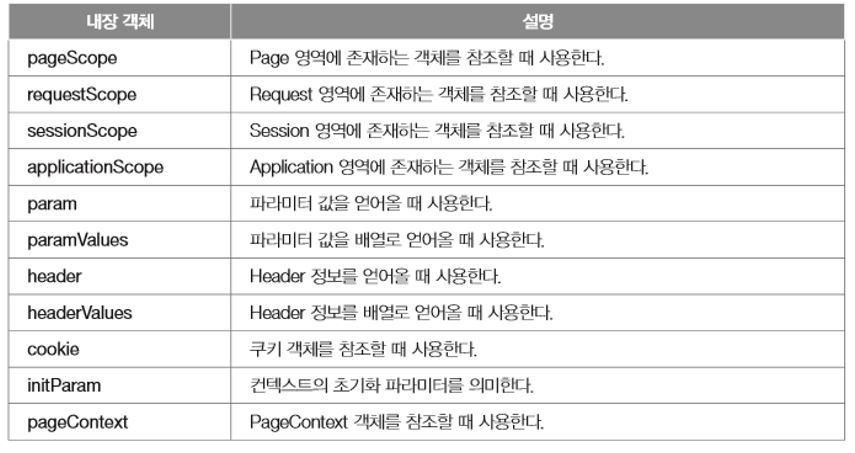 내장 객체 설명
pageScope Page 영역에 존재하는 객체를 참조할 때 사용한다.
requestScope Request 영역에 존재하는 객체를 참조할 때 사용한다.
sessionScope Session 영역에 존재하는 객체를 참조할 때 사용한다.
applicationScope Application 영역에 존재하는 객체를 참조할 때 사용한다.
param 파라미터 값을 얻어올 때 사용한다.
paramValues 파라미터 값을 배열로 얻어올 때 사용한다.
header Header 정보를 얻어올 때 사용한다.
headerValues Header 정보를 배열로 얻어올 때 사용한다.
cookie 쿠키 객체를 참조할 때 사용한다.
initParam 컨텍스트의 초기화 파라미터를 의미한다.
pageContext PageContext 객체를 참조할 때 사용한다.